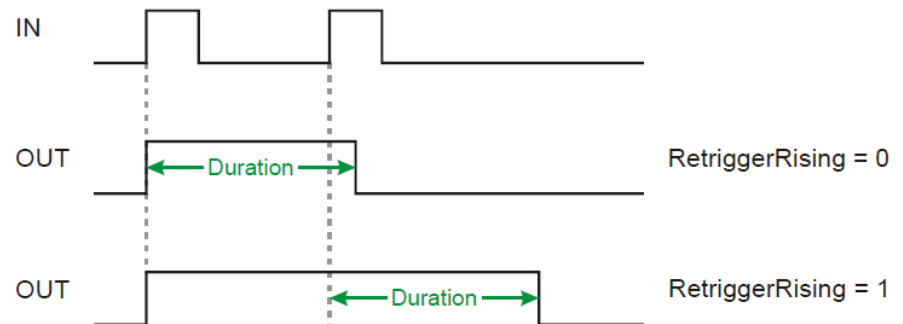 IN
OUT
Duration
RetriggerRising = 0
OUT
Duration
RetriggerRising = 1